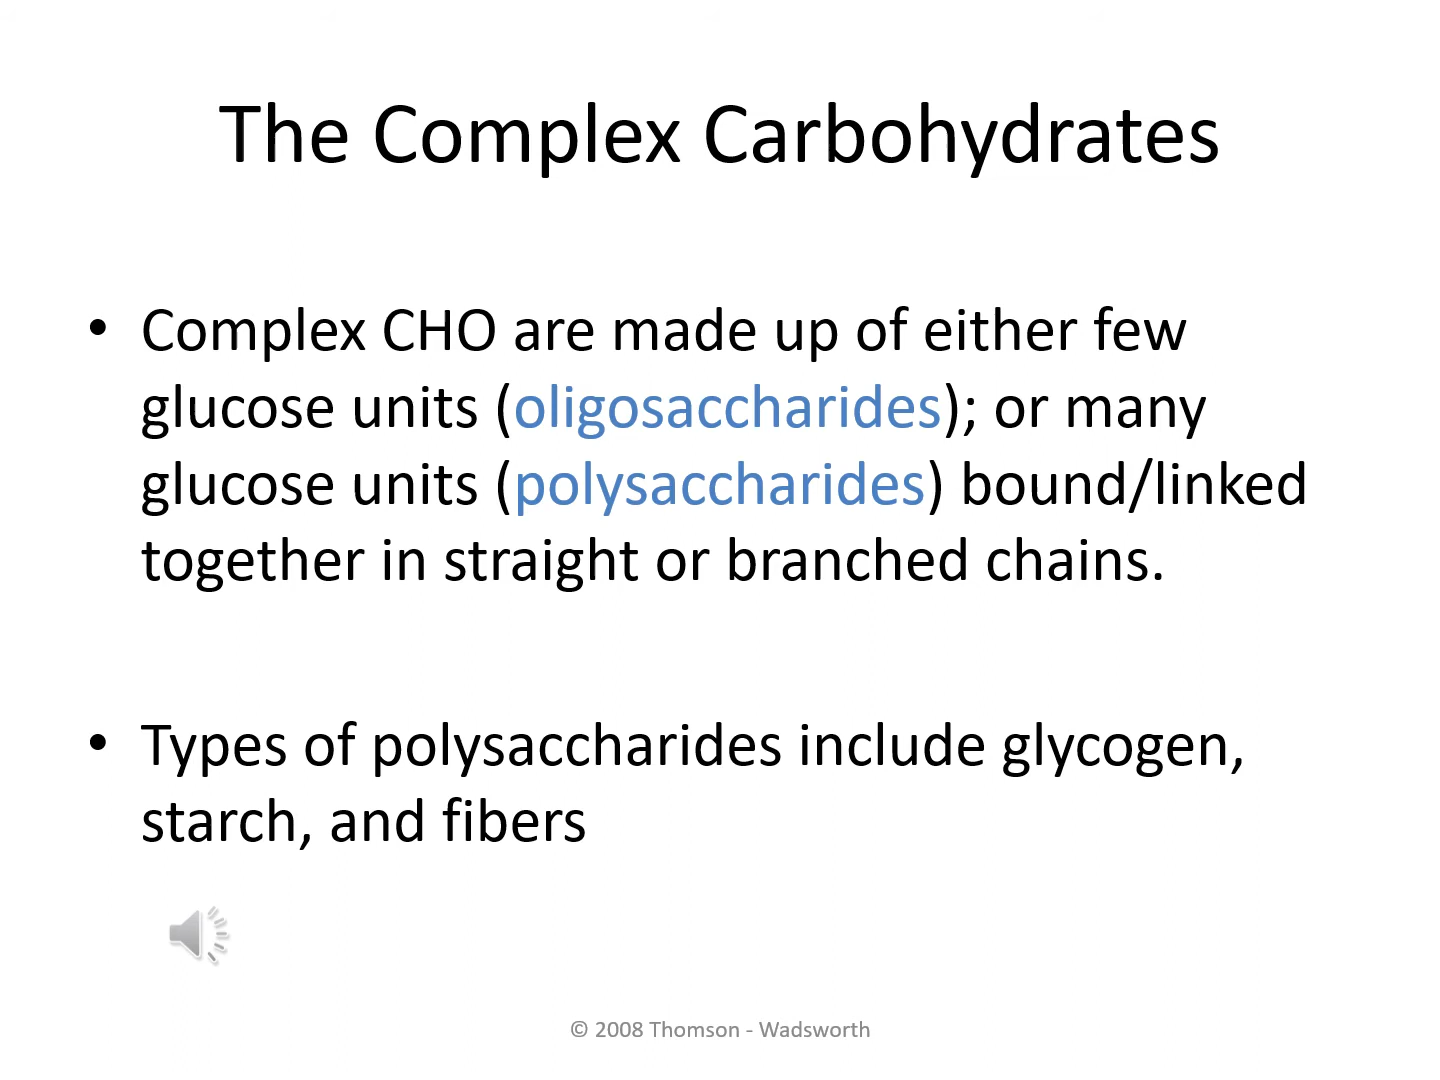 The Complex Carbohydrates
• Complex CHO are made up of either few
glucose units (oligosaccharides); or many
glucose units (polysaccharides) bound/linked
together in straight or branched chains.
• Types of polysaccharides include glycogen,
starch, and fibers
© 2008 Thomson - Wadsworth